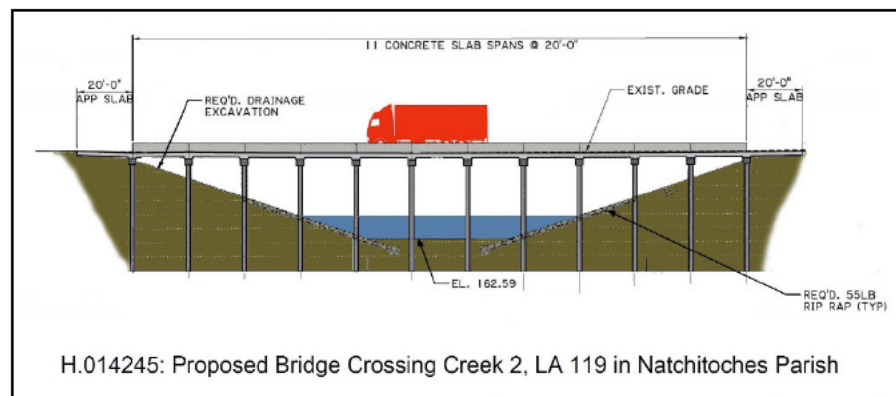 11 CONCRETE SLAB SPANS @ 20'-0"
20'-0"
APP SLAB
REQ'D. DRAINAGE
EXCAVATION
EXIST. GRADE
20'-0"
APP SLAB
EL. 162.59
REQ'D. 55LB
RIP RAP (TYP)
H.014245: Proposed Bridge Crossing Creek 2, LA 119 in Natchitoches Parish